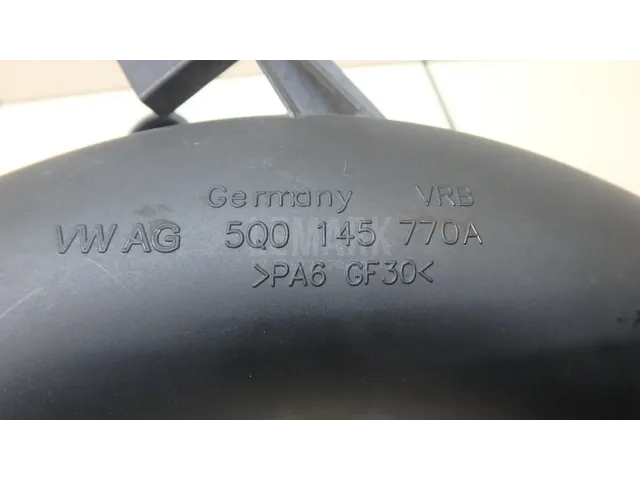 Germany VRB
VW AG 5Q0 145 770A
>PA6 GF30<